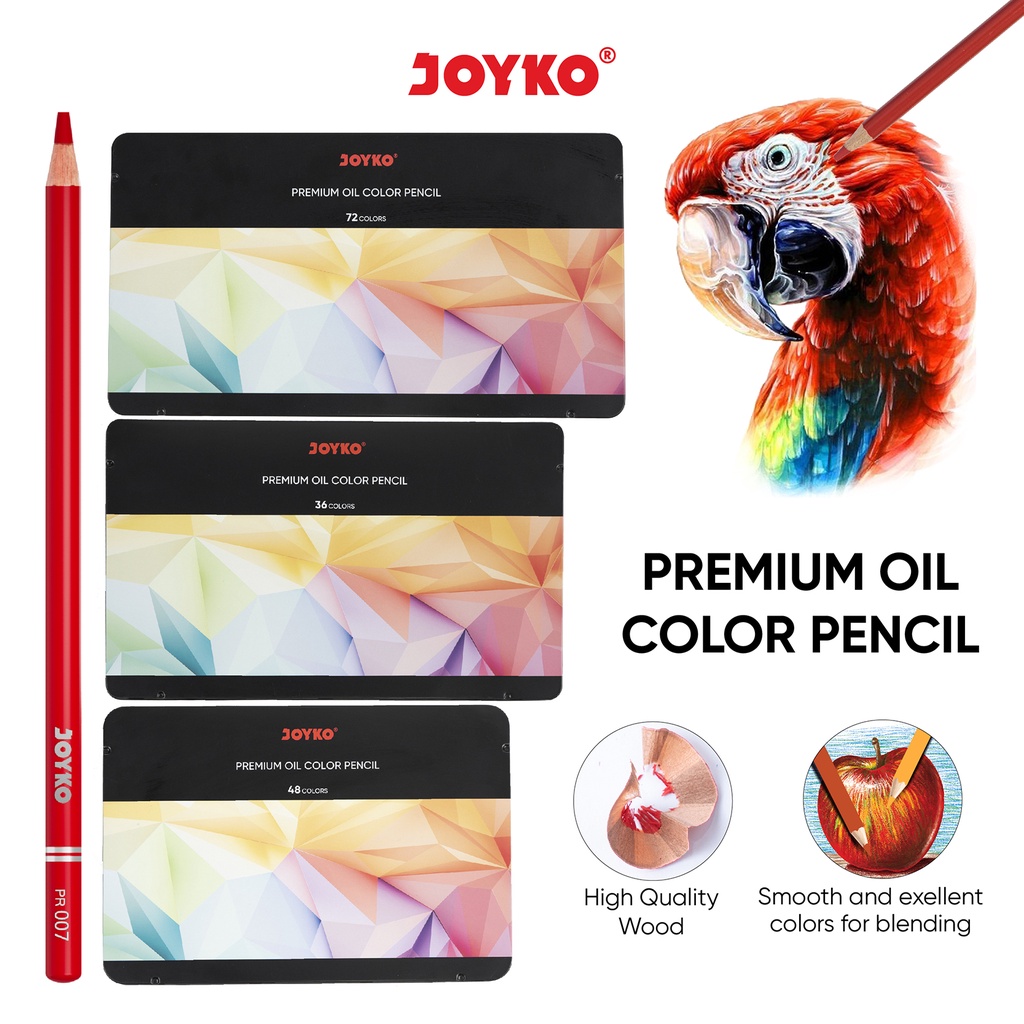 JOYKO®
JOYKO®
PREMIUM OIL COLOR PENCIL
72 COLORS
JOYKO®
PREMIUM OIL COLOR PENCIL
36 COLORS
JOYKO®
PREMIUM OIL COLOR PENCIL
48 COLORS
JOYKO
PR 007
PREMIUM OIL
COLOR PENCIL
High Quality
Wood
Smooth and exellent
colors for blending